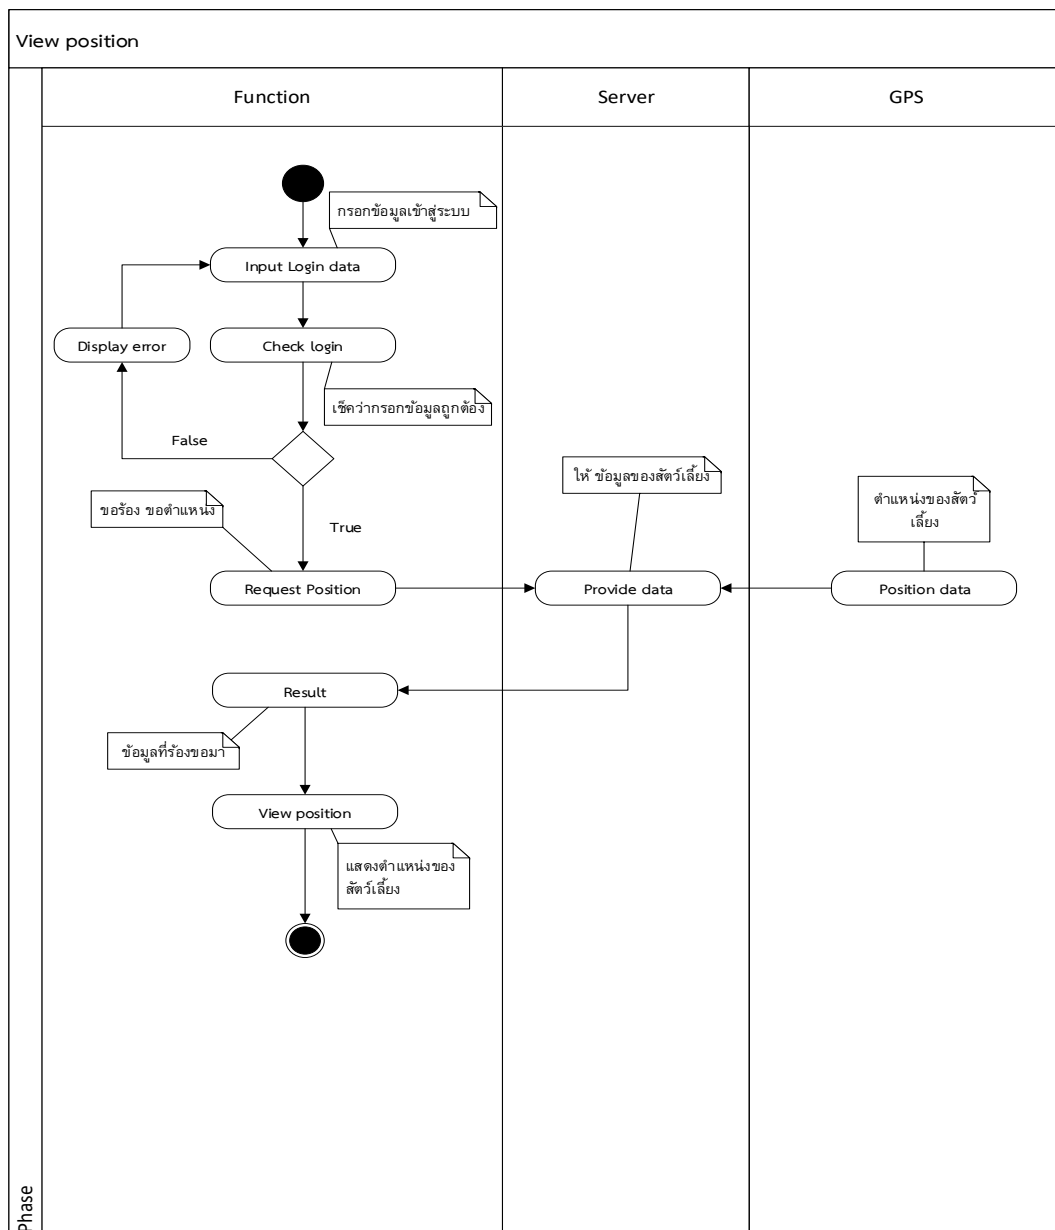 View position
Function
Server
GPS
กรอกข้อมูลเข้าสู่ระบบ
Input Login data
Display error
Check login
เช็คว่ากรอกข้อมูลถูกต้อง
False
ให้ ข้อมูลของสัตว์เลี้ยง
ตำแหน่งของสัตว์
เลี้ยง
ขอร้อง ขอตำแหน่ง
True
Request Position
Provide data
Position data
Result
ข้อมูลที่ร้องขอมา
View position
แสดงตำแหน่งของ
สัตว์เลี้ยง
Phase